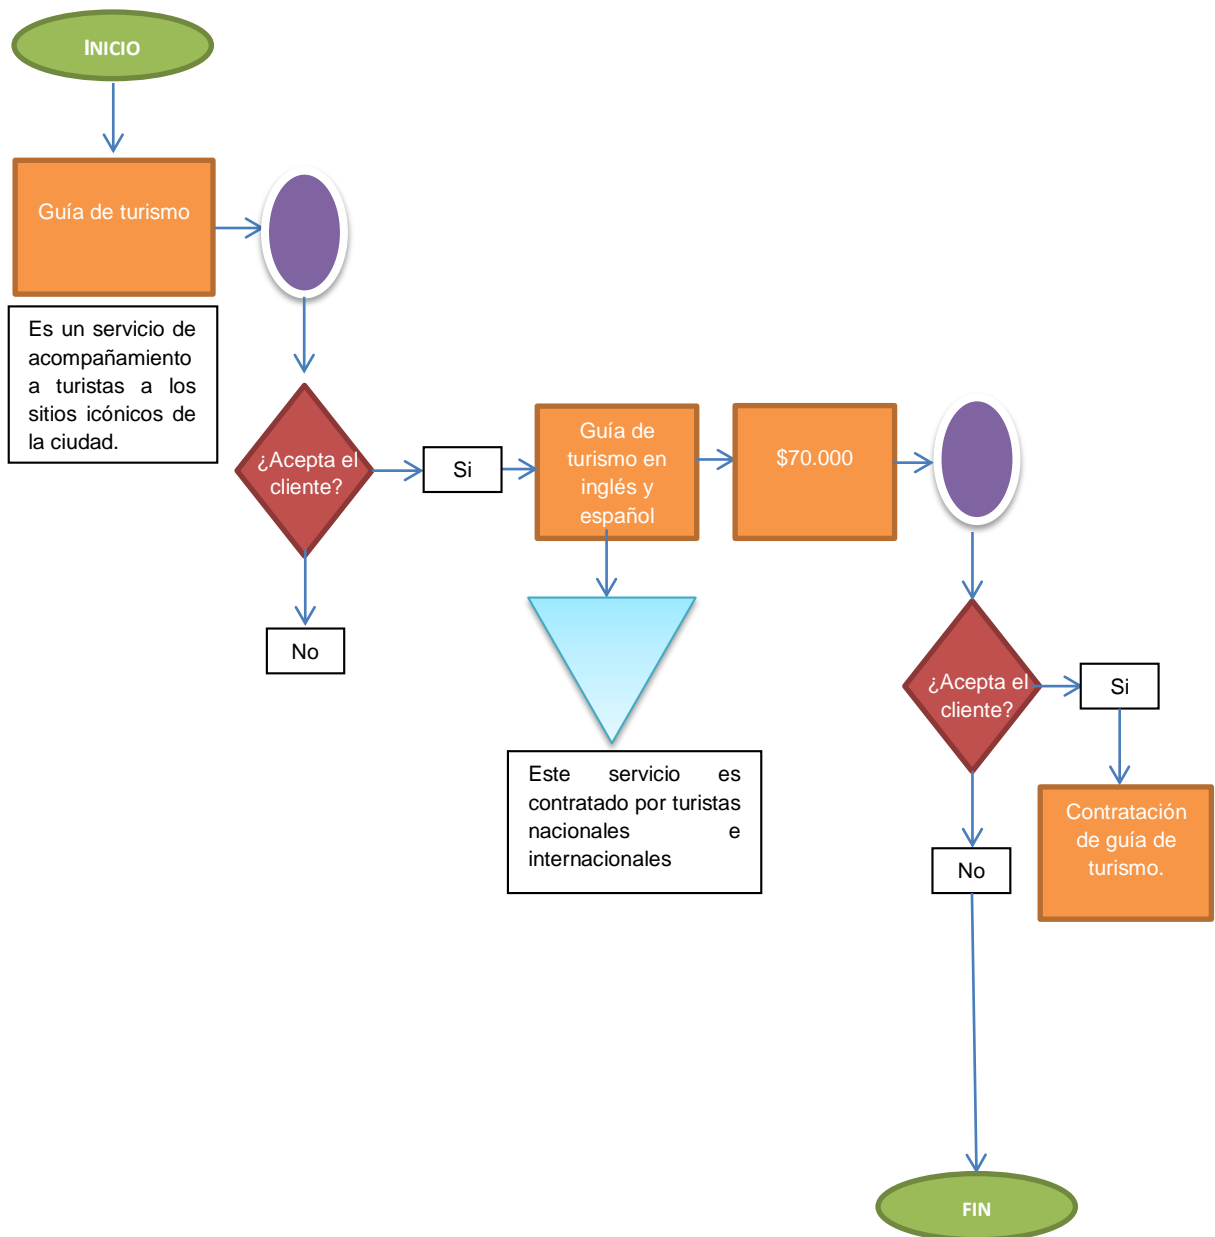 INICIO
Guía de turismo
Es un servicio de
acompañamiento
a turistas a los
sitios icónicos de
la ciudad.
¿Acepta el
cliente?
Si
Guía de
turismo en
inglés y
español
$70.000
No
Este servicio es
contratado por turistas
nacionales e
internacionales
¿Acepta el
cliente?
Si
Contratación
de guía de
turismo.
No
FIN